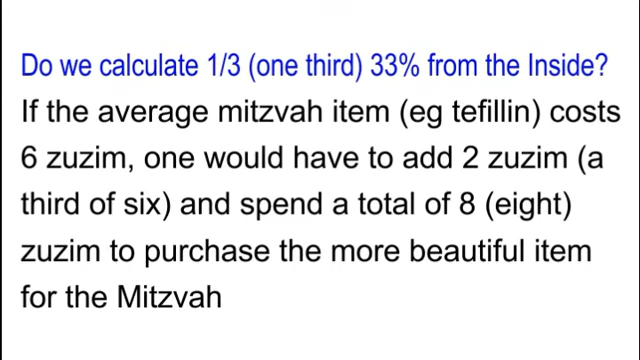 Do we calculate 1/3 (one third) 33% from the Inside?
If the average mitzvah item (eg tefillin) costs
6 zuzim, one would have to add 2 zuzim (a
third of six) and spend a total of 8 (eight)
zuzim to purchase the more beautiful item
for the Mitzvah